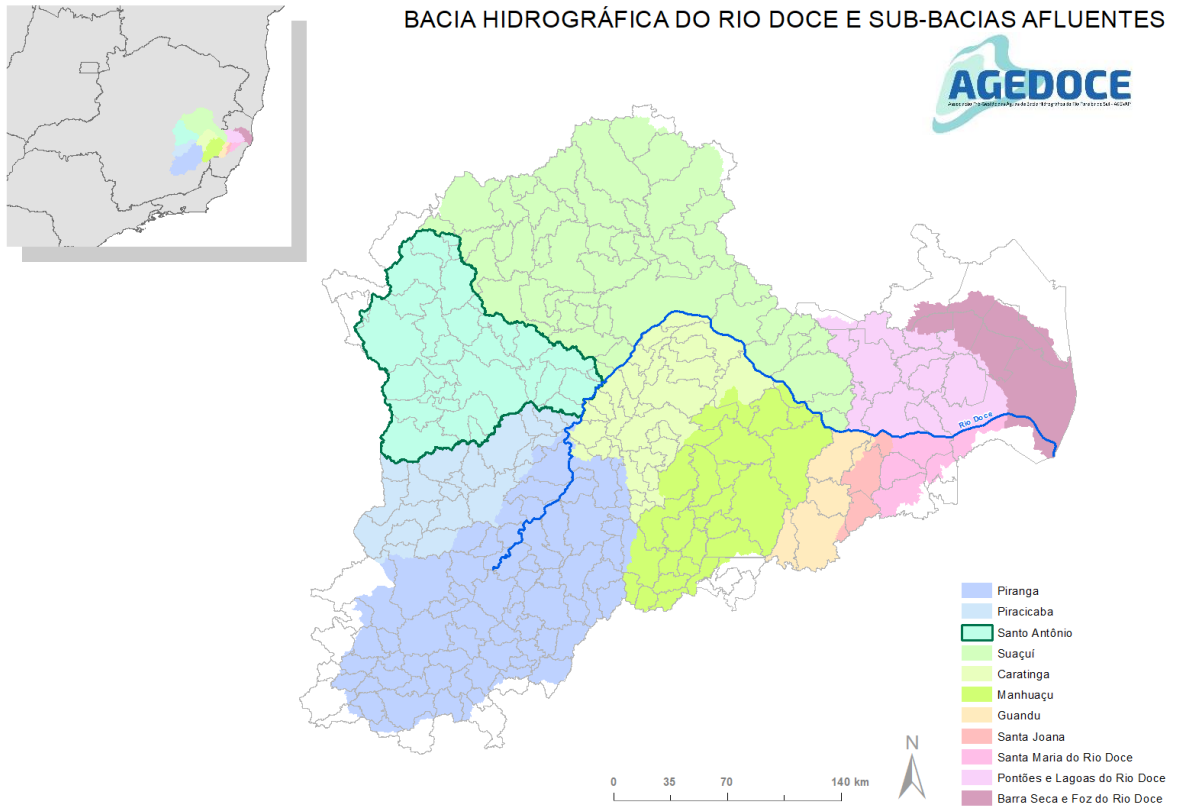 BACIA HIDROGRÁFICA DO RIO DOCE E SUB-BACIAS AFLUENTES
AGEDOCE
Rio Doce
Piranga
Piracicaba
Santo Antônio
Suaçuí
Caratinga
Manhuaçu
Guandu
Santa Joana
Santa Maria do Rio Doce
Pontões e Lagoas do Rio Doce
Barra Seca e Foz do Rio Doce
N
0 35 70 140 km